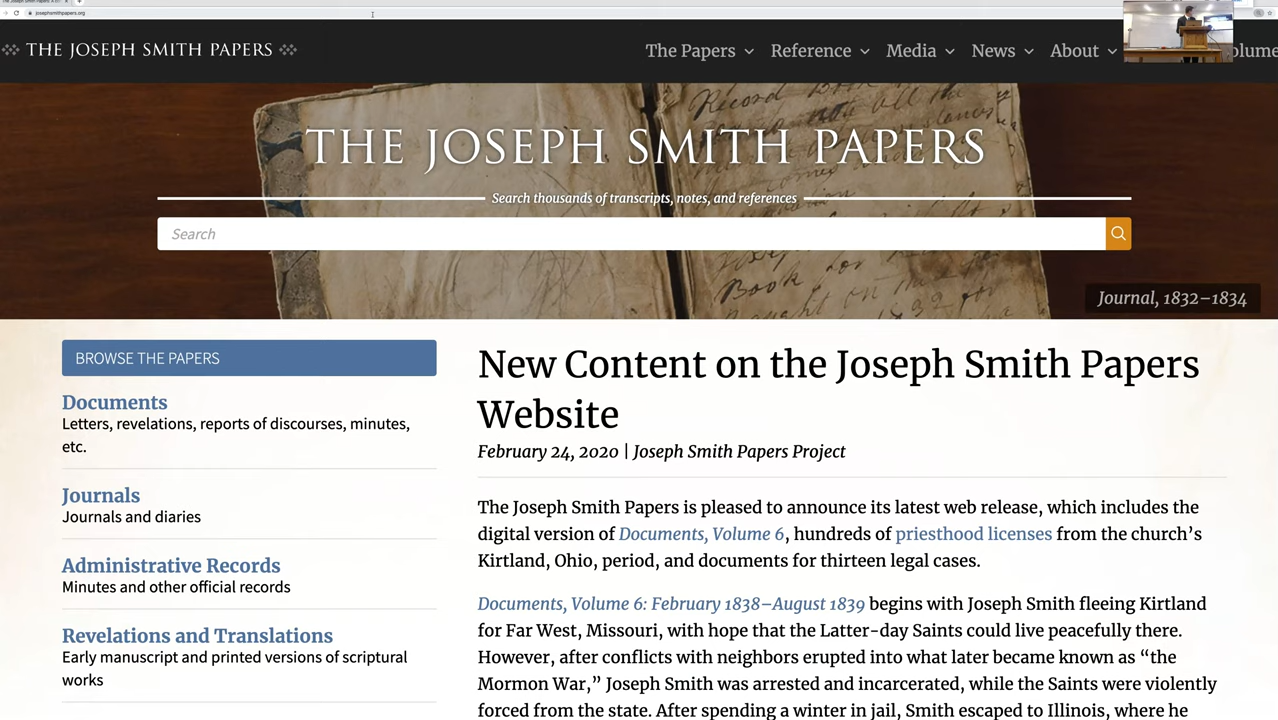 josephsmithpapers.org
THE JOSEPH SMITH PAPERS
The Papers Reference Media News About
THE JOSEPH SMITH PAPERS
Search thousands of transcripts, notes, and references
Search
Journal, 1832–1834
BROWSE THE PAPERS
Documents
Letters, revelations, reports of discourses, minutes,
etc.
Journals
Journals and diaries
Administrative Records
Minutes and other official records
Revelations and Translations
Early manuscript and printed versions of scriptural
works
New Content on the Joseph Smith Papers
Website
February 24, 2020 | Joseph Smith Papers Project
The Joseph Smith Papers is pleased to announce its latest web release, which includes the
digital version of Documents, Volume 6, hundreds of priesthood licenses from the church’s
Kirtland, Ohio, period, and documents for thirteen legal cases.
Documents, Volume 6: February 1838–August 1839 begins with Joseph Smith fleeing Kirtland
for Far West, Missouri, with hope that the Latter-day Saints could live peacefully there.
However, after conflicts with neighbors erupted into what later became known as “the
Mormon War,” Joseph Smith was arrested and incarcerated, while the Saints were violently
forced from the state. After spending a winter in jail, Smith escaped to Illinois, where he